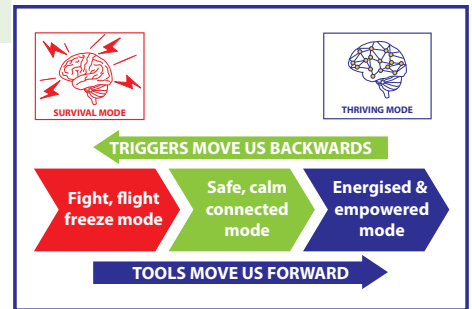 SURVIVAL MODE
THRIVING MODE
TRIGGERS MOVE US BACKWARDS
Fight, flight
freeze mode
Safe, calm
connected
mode
Energised &
empowered
mode
TOOLS MOVE US FORWARD